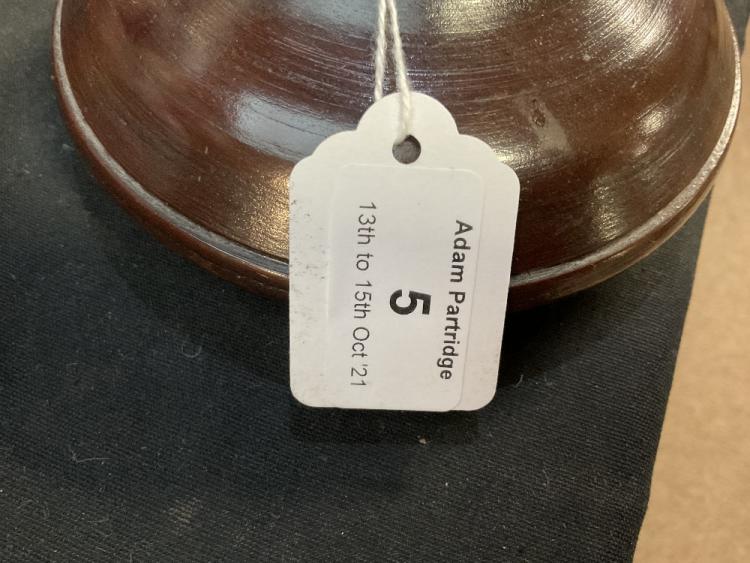 Adam Partridge
5
13th to 15th Oct '21